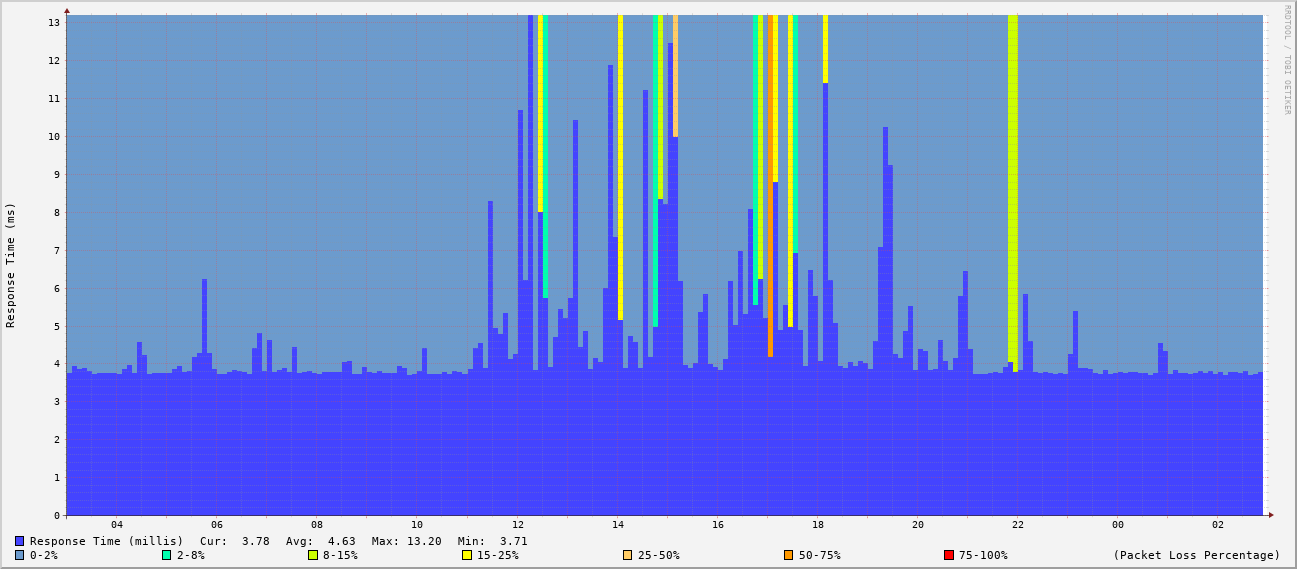 RRDTOOL / TOBI OETIKER
Response Time (ms)
13
12
11
10
9
8
7
6
5
4
3
2
1
0
04 06 08 10 12 14 16 18 20 22 00 02
Response Time (millis) Cur: 3.78 Avg: 4.63 Max: 13.20 Min: 3.71
0-2% 2-8% 8-15% 15-25% 25-50% 50-75% 75-100% (Packet Loss Percentage)